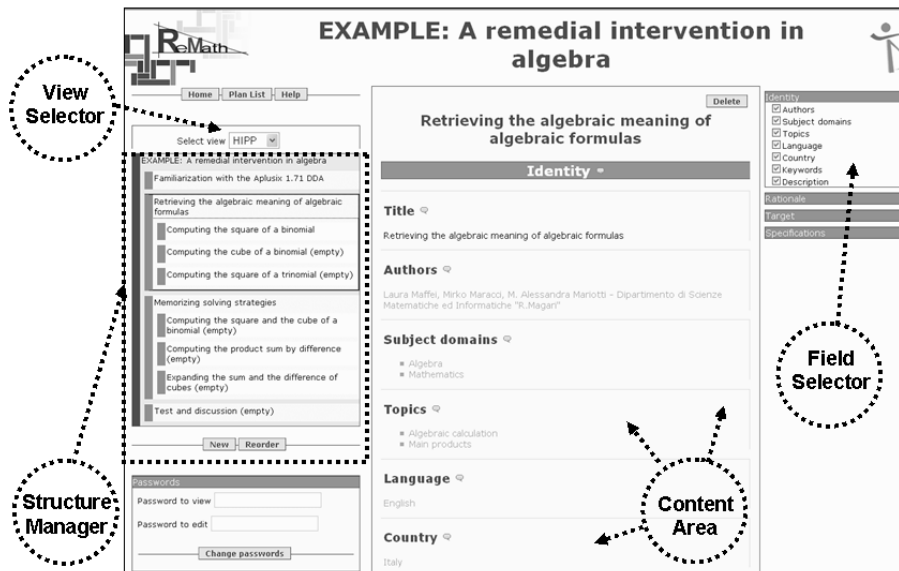 ReMath
EXAMPLE: A remedial intervention in
algebra
View
Selector
Home Plan List Help
Select view HIPP
EXAMPLE: A remedial intervention in algebra
Familiarization with the Aplusix 1.71 DDA
Retrieving the algebraic meaning of algebraic
formulas
Computing the square of a binomial
Computing the cube of a binomial (empty)
Computing the square of a trinomial (empty)
Memorizing solving strategies
Computing the square and the cube of a
binomial (empty)
Computing the product sum by difference
(empty)
Expanding the sum and the difference of
cubes (empty)
Test and discussion (empty)
New Reorder
Structure
Manager
Passwords
Password to view
Password to edit
Change passwords
Delete
Retrieving the algebraic meaning of
algebraic formulas
Identity
Title
Retrieving the algebraic meaning of algebraic formulas
Authors
Laura Maffei, Mirko Maracci, M. Alessandra Mariotti - Dipartimento di Scienze
Matematiche ed Informatiche "R.Magari"
Subject domains
Algebra
Mathematics
Topics
Algebraic calculation
Main products
Language
English
Country
Italy
Content
Area
Identity
Authors
Subject domains
Topics
Language
Country
Keywords
Description
Rationale
Target
Specifications
Field
Selector